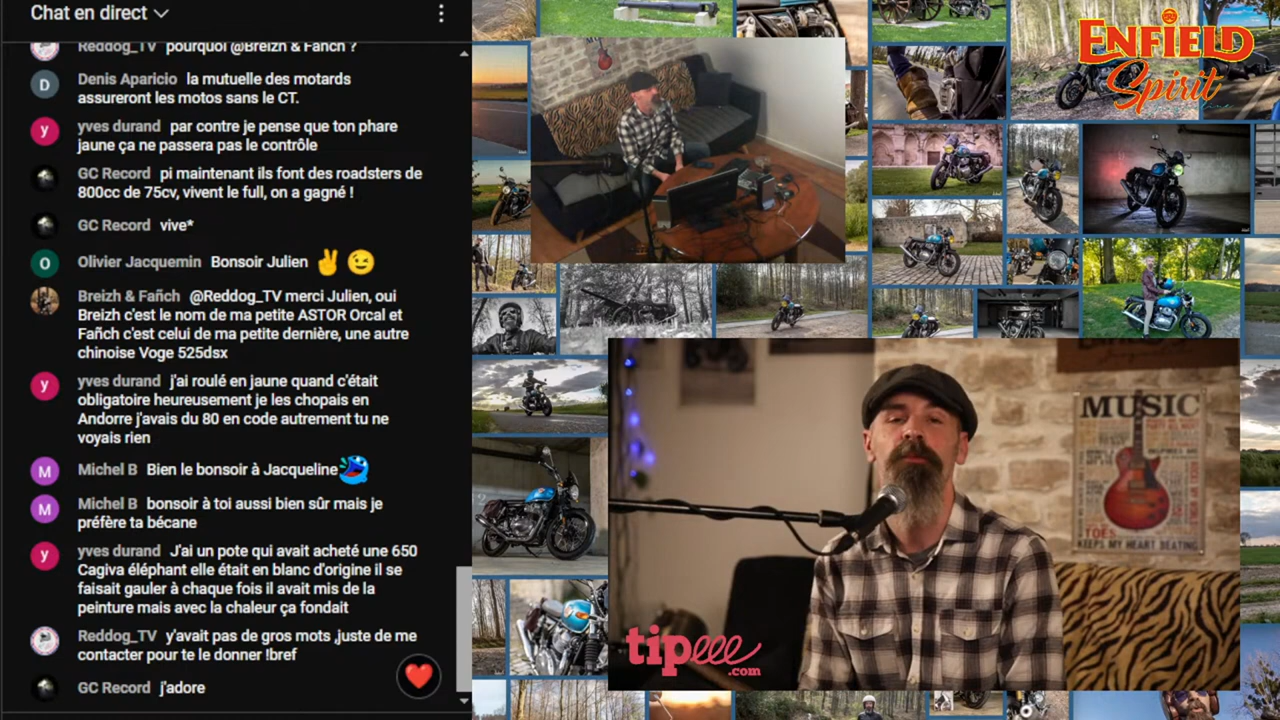 Chat en direct
Reddog_TV pourquoi @Breizh & Fañch ?
D
Denis Aparicio la mutuelle des motards
assureront les motos sans le CT.
y
yves durand par contre je pense que ton phare
jaune ça ne passera pas le contrôle
GC Record pi maintenant ils font des roadsters de
800cc de 75cv, vivent le full, on a gagné !
GC Record vive*
O
Olivier Jacquemin Bonsoir Julien ✌️ 😉
Breizh & Fañch @Reddog_TV merci Julien, oui
Breizh c'est le nom de ma petite ASTOR Orcal et
Fañch c'est celui de ma petite dernière, une autre
chinoise Voge 525dsx
y
yves durand j'ai roulé en jaune quand c'était
obligatoire heureusement je les chopais en
Andorre j'avais du 80 en code autrement tu ne
voyais rien
M
Michel B Bien le bonsoir à Jacqueline
M
Michel B bonsoir à toi aussi bien sûr mais je
préfère ta bécane
y
yves durand J'ai un pote qui avait acheté une 650
Cagiva éléphant elle était en blanc d'origine il se
faisait gauler à chaque fois il avait mis de la
peinture mais avec la chaleur ça fondait
Reddog_TV y'avait pas de gros mots ,juste de me
contacter pour te le donner !bref
GC Record j'adore
ENFIELD
Spirit
MUSIC
TOES
KEEPS MY HEART BEATING
tipeee
.com